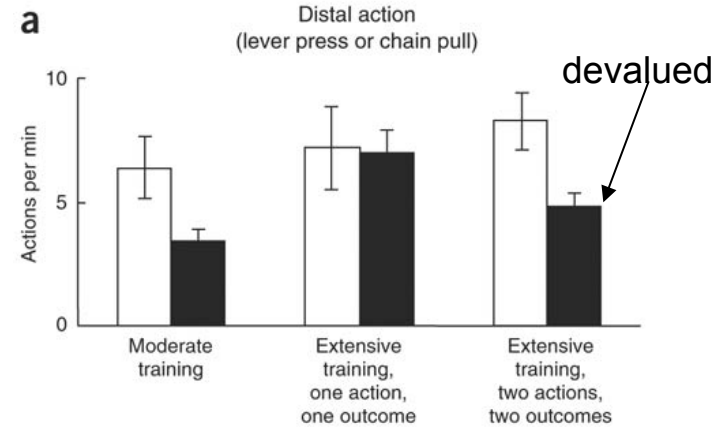 a
Distal action
(lever press or chain pull)
devalued
10
5
0
Actions per min
Moderate
training
Extensive
training,
one action,
one outcome
Extensive
training,
two actions,
two outcomes